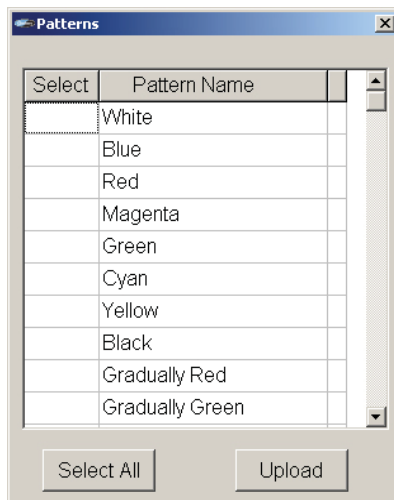 Patterns
Select Pattern Name
White
Blue
Red
Magenta
Green
Cyan
Yellow
Black
Gradually Red
Gradually Green
Select All Upload